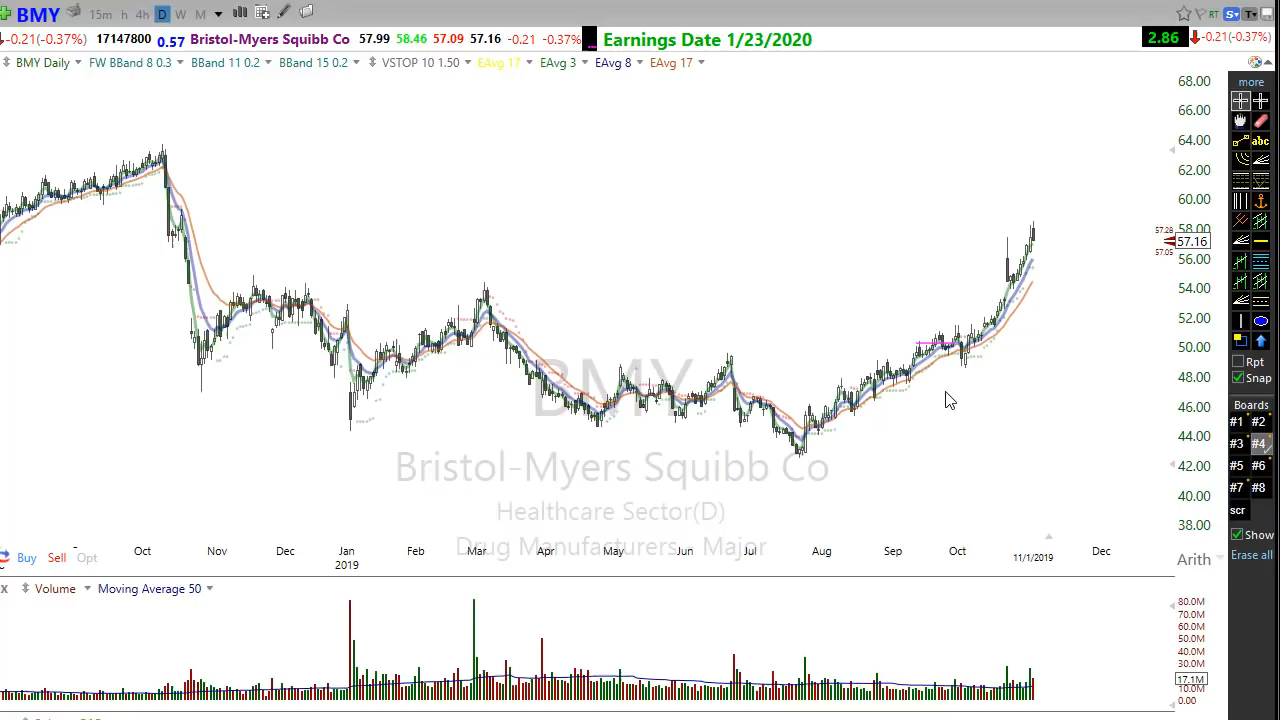 BMY 15m h 4h D W M RT S T
-0.21(-0.37%) 17147800 0.57 Bristol-Myers Squibb Co 57.99 58.46 57.09 57.16 -0.21 -0.37% Earnings Date 1/23/2020 2.86 -0.21(-0.37%)
BMY Daily FW BBand 8 0.3 BBand 11 0.2 BBand 15 0.2 VSTOP 10 1.50 EAvg 17 EAvg 3 EAvg 8 EAvg 17
68.00
66.00
64.00
62.00
60.00
58.00
57.28
57.16
57.05
56.00
54.00
52.00
50.00
48.00
46.00
44.00
42.00
40.00
38.00
BMY
Bristol-Myers Squibb Co
Healthcare Sector(D)
Drug Manufacturers - Major
Oct Nov Dec Jan Feb Mar Apr May Jun Jul Aug Sep Oct 11/1/2019 Dec
2019
Buy Sell Opt
Arith
x Volume Moving Average 50
80.0M
70.0M
60.0M
50.0M
40.0M
30.0M
17.1M
10.0M
0.00
more
abc
Rpt
Snap
Boards
#1 #2
#3 #4
#5 #6
#7 #8
scr
Show
Erase all